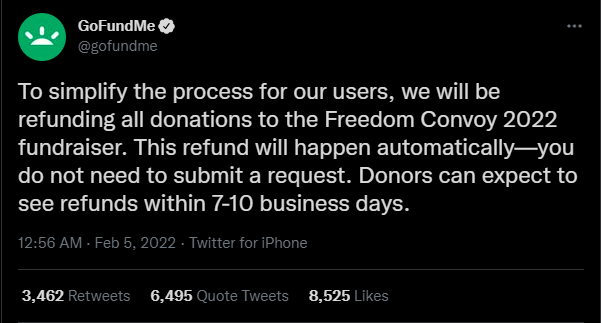 GoFundMe
@gofundme
To simplify the process for our users, we will be
refunding all donations to the Freedom Convoy 2022
fundraiser. This refund will happen automatically—you
do not need to submit a request. Donors can expect to
see refunds within 7-10 business days.
12:56 AM · Feb 5, 2022 · Twitter for iPhone
3,462 Retweets 6,495 Quote Tweets 8,525 Likes